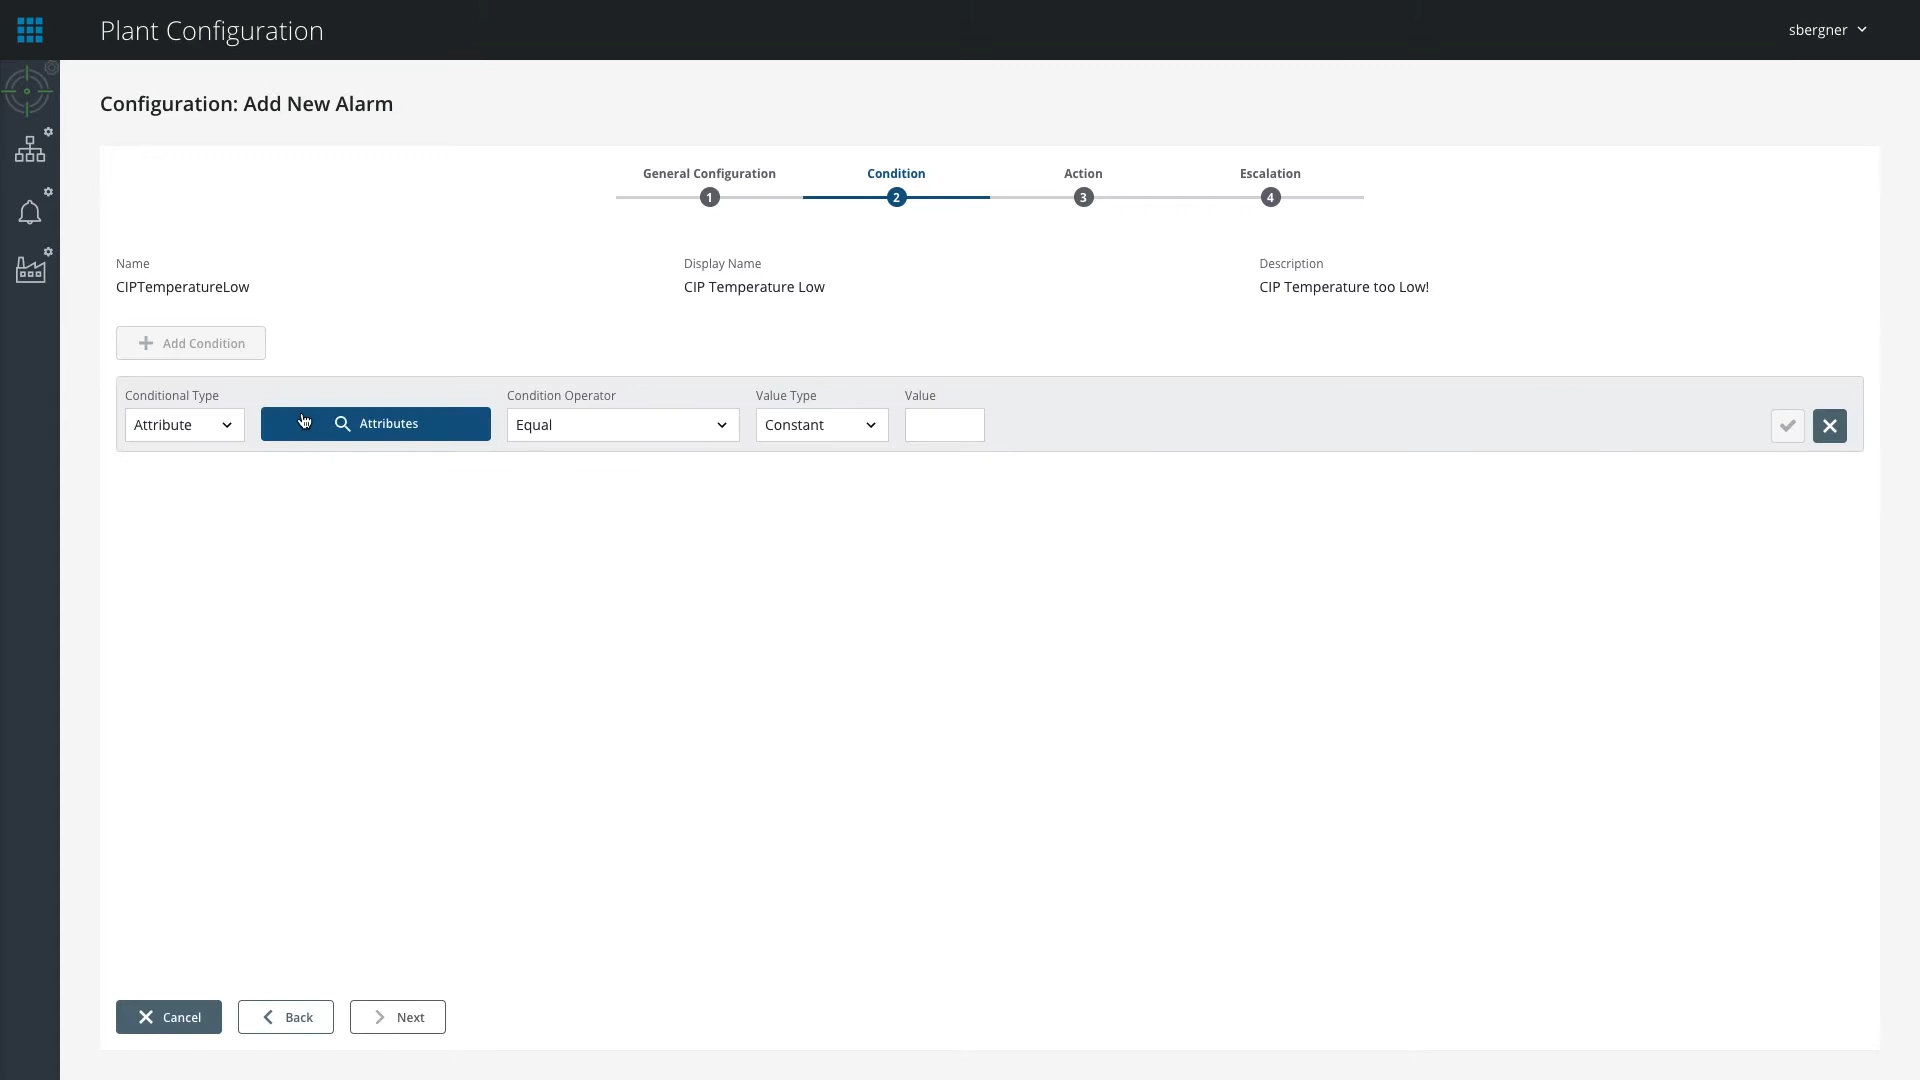 Plant Configuration
sbergner
Configuration: Add New Alarm
General Configuration Condition Action Escalation
1 2 3 4
Name Display Name Description
CIPTemperatureLow CIP Temperature Low CIP Temperature too Low!
Add Condition
Conditional Type Condition Operator Value Type Value
Attribute Attributes Equal Constant
Cancel Back Next